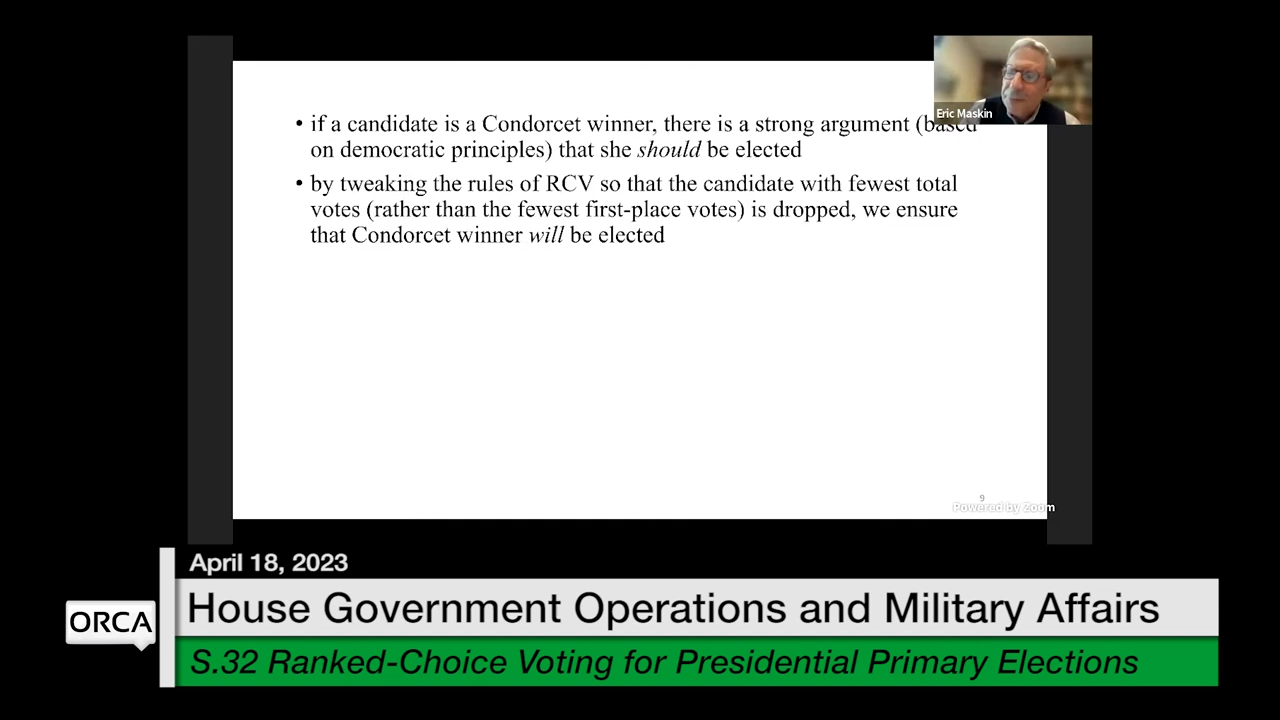 • if a candidate is a Condorcet winner, there is a strong argument (based
on democratic principles) that she should be elected
• by tweaking the rules of RCV so that the candidate with fewest total
votes (rather than the fewest first-place votes) is dropped, we ensure
that Condorcet winner will be elected
Eric Maskin
9
Powered by Zoom
April 18, 2023
ORCA
House Government Operations and Military Affairs
S.32 Ranked-Choice Voting for Presidential Primary Elections